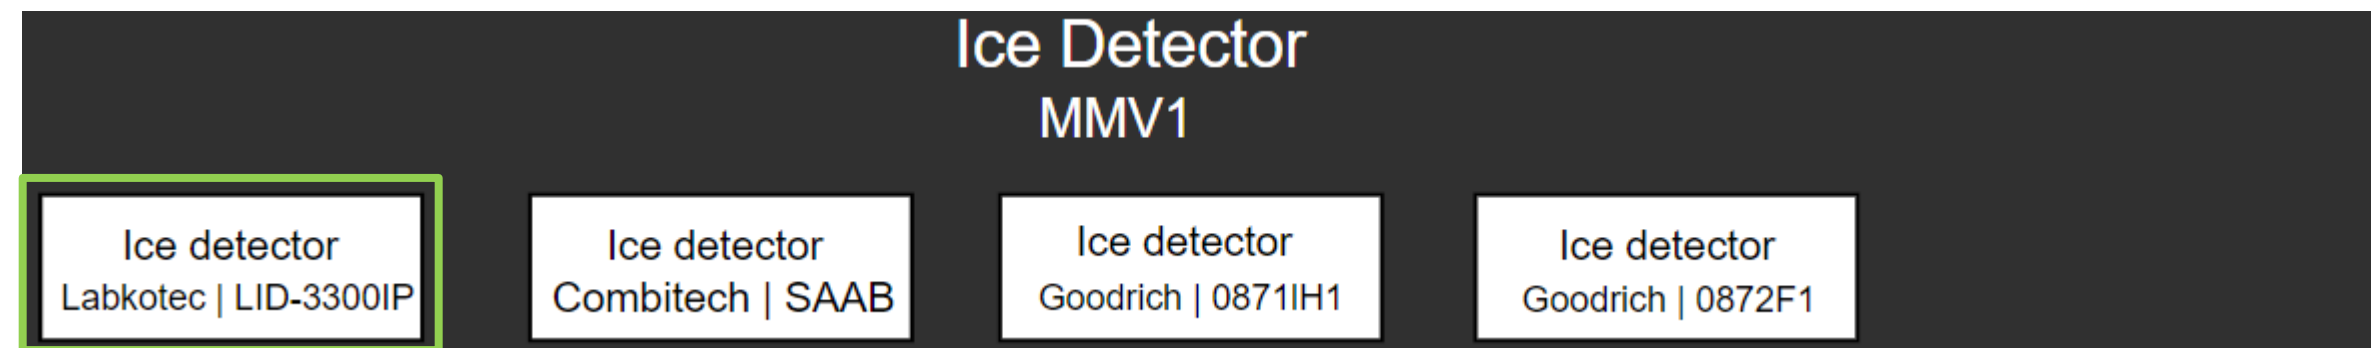 Ice Detector
MMV1
Ice detector
Labkotec | LID-3300IP
Ice detector
Combitech | SAAB
Ice detector
Goodrich | 0871IH1
Ice detector
Goodrich | 0872F1